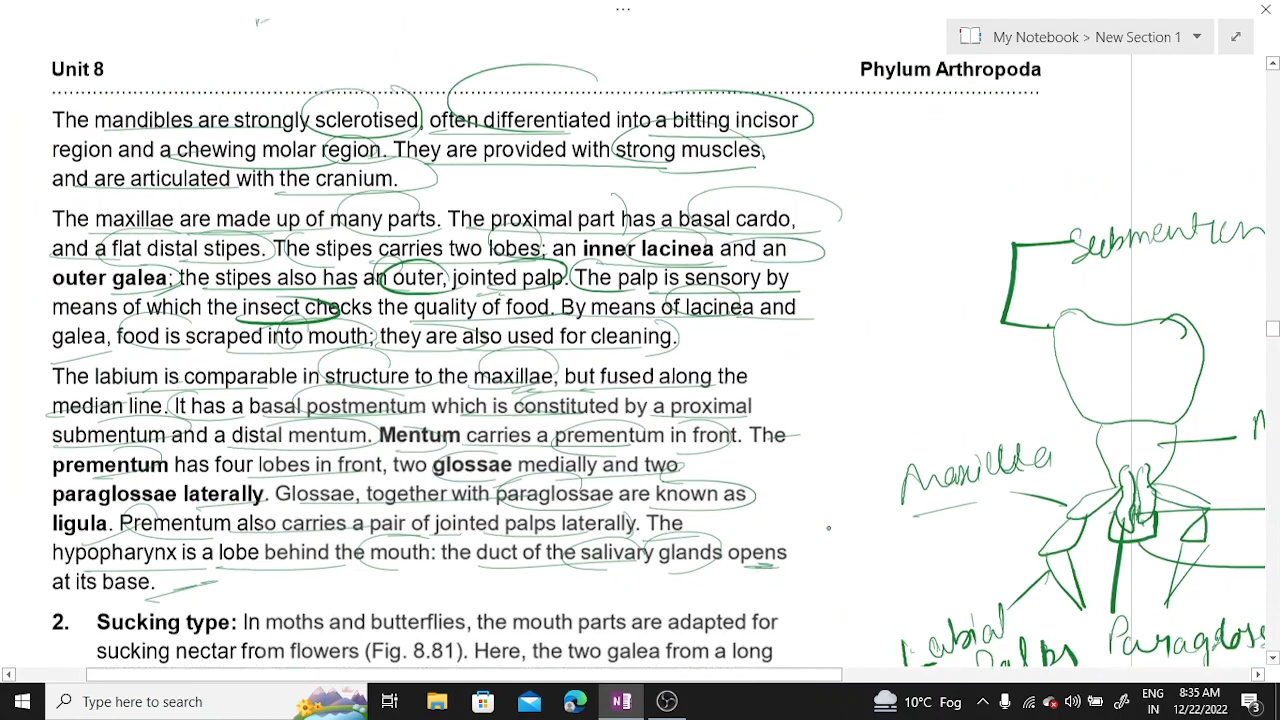 My Notebook > New Section 1
Unit 8
Phylum Arthropoda
The mandibles are strongly sclerotised, often differentiated into a bitting incisor
region and a chewing molar region. They are provided with strong muscles,
and are articulated with the cranium.
The maxillae are made up of many parts. The proximal part has a basal cardo,
and a flat distal stipes. The stipes carries two lobes; an inner lacinea and an
outer galea; the stipes also has an outer, jointed palp. The palp is sensory by
means of which the insect checks the quality of food. By means of lacinea and
galea, food is scraped into mouth; they are also used for cleaning.
The labium is comparable in structure to the maxillae, but fused along the
median line. It has a basal postmentum which is constituted by a proximal
submentum and a distal mentum. Mentum carries a prementum in front. The
prementum has four lobes in front, two glossae medially and two
paraglossae laterally. Glossae, together with paraglossae are known as
ligula. Prementum also carries a pair of jointed palps laterally. The
hypopharynx is a lobe behind the mouth: the duct of the salivary glands opens
at its base.
2. Sucking type: In moths and butterflies, the mouth parts are adapted for
sucking nectar from flowers (Fig. 8.81). Here, the two galea from a long
Submentum
Maxillea
Labial
Palps
Paraglosse
Type here to search
10°C Fog
ENG
IN
8:35 AM
12/22/2022
3